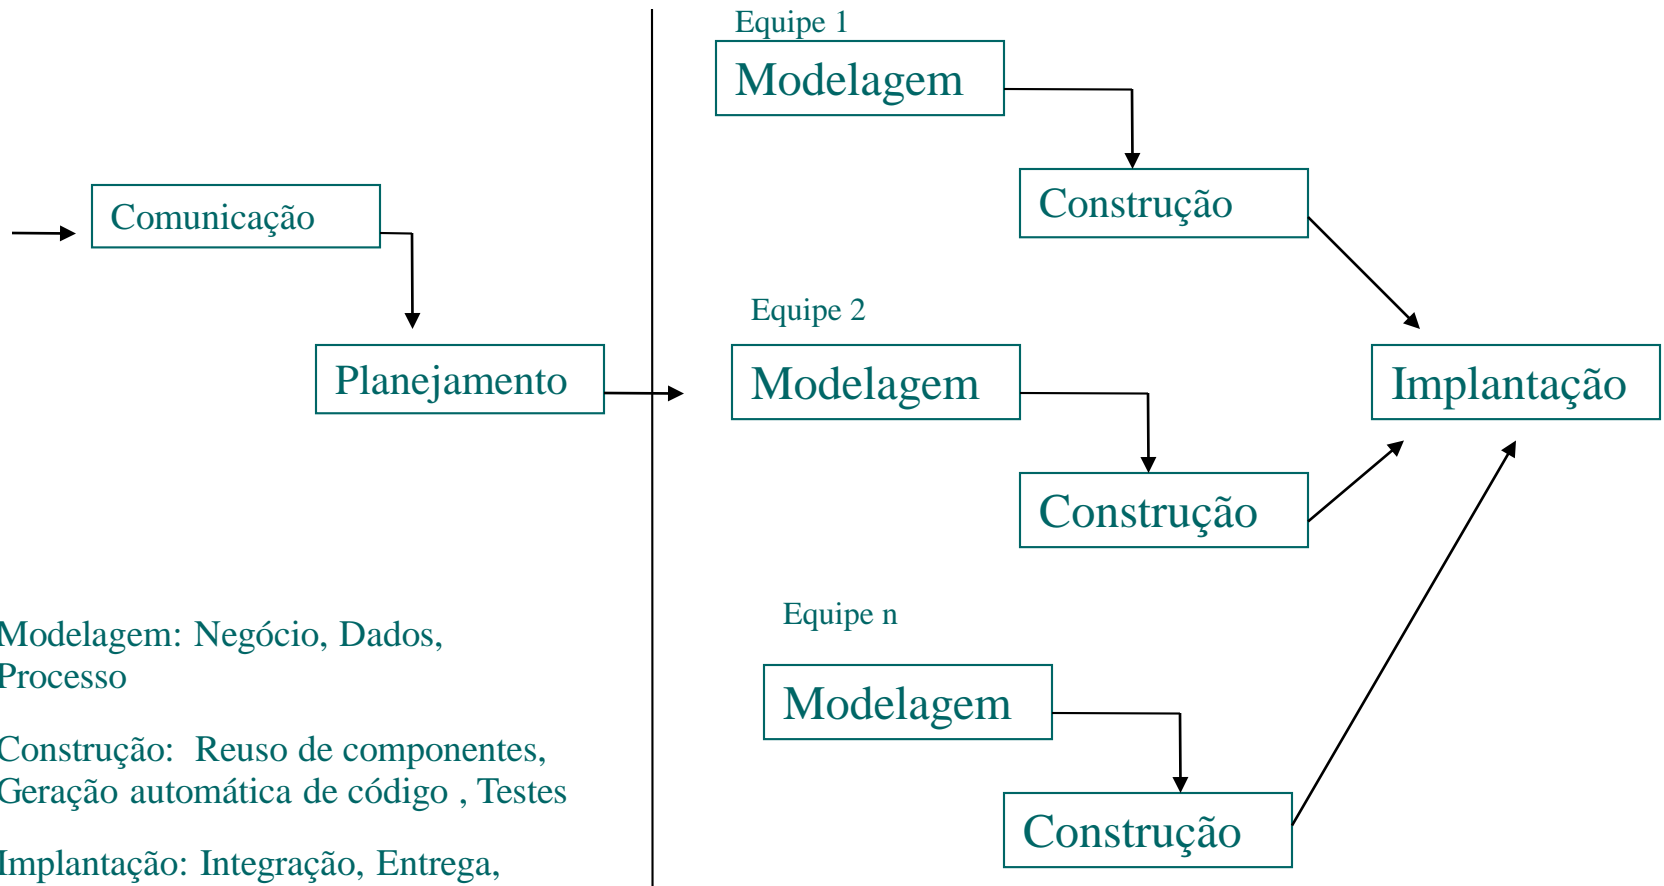 Equipe 1
Modelagem
Construção
Comunicação
Equipe 2
Planejamento
Modelagem
Implantação
Construção
Equipe n
Modelagem: Negócio, Dados,
Processo
Modelagem
Construção:  Reuso de componentes,
Geração automática de código , Testes
Construção
Implantação: Integração, Entrega,